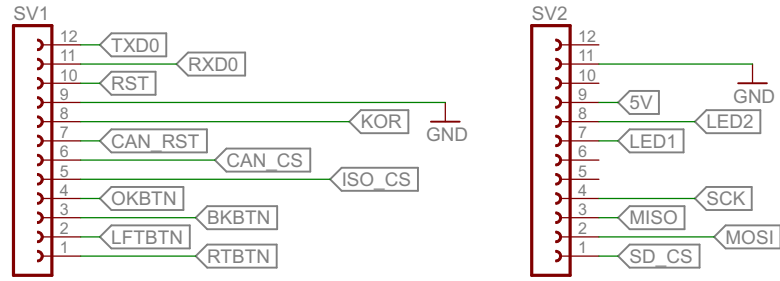 SV1
12 TXD0
11 RXD0
10 RST
9 GND
8 KOR
7 CAN_RST
6 CAN_CS
5 ISO_CS
4 OKBTN
3 BKBTN
2 LFTBTN
1 RTBTN
SV2
12
11 GND
10
9 5V
8 LED2
7 LED1
6
5
4 SCK
3 MISO
2 MOSI
1 SD_CS